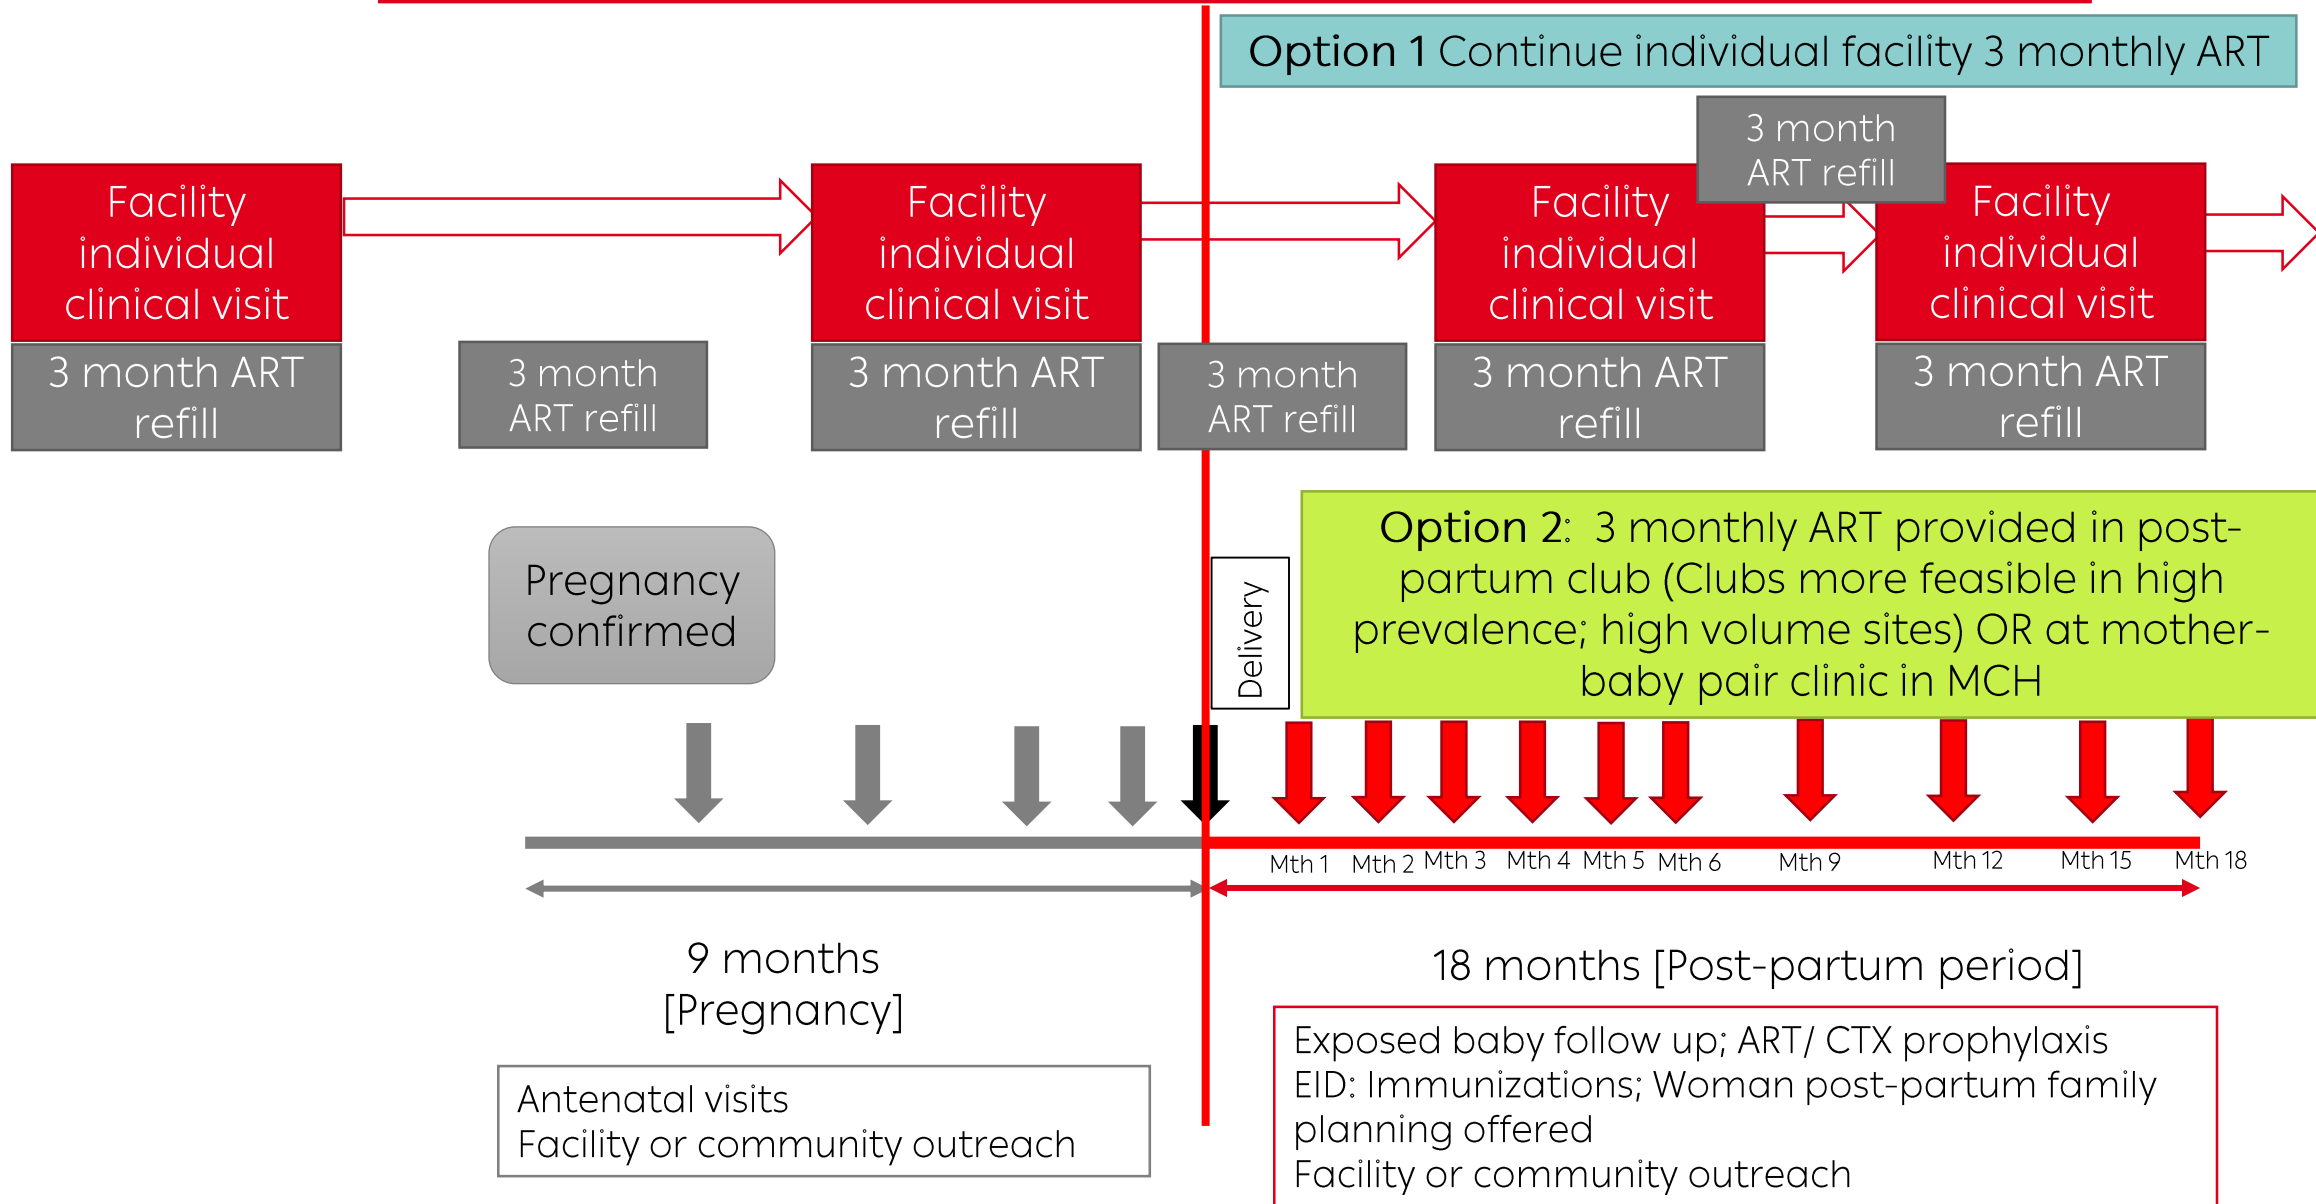 Option 1 Continue individual facility 3 monthly ART
3 month
ART refill
Facility
individual
clinical visit
3 month ART
refill
3 month
ART refill
Facility
individual
clinical visit
3 month ART
refill
3 month
ART refill
Facility
individual
clinical visit
3 month ART
refill
Facility
individual
clinical visit
3 month ART
refill
Pregnancy
confirmed
Delivery
Option 2:  3 monthly ART provided in post-
partum club (Clubs more feasible in high
prevalence; high volume sites) OR at mother-
baby pair clinic in MCH
Mth 1
Mth 2
Mth 3
Mth 4
Mth 5
Mth 6
Mth 9
Mth 12
Mth 15
Mth 18
9 months
[Pregnancy]
18 months [Post-partum period]
Antenatal visits
Facility or community outreach
Exposed baby follow up; ART/ CTX prophylaxis
EID: Immunizations; Woman post-partum family
planning offered
Facility or community outreach